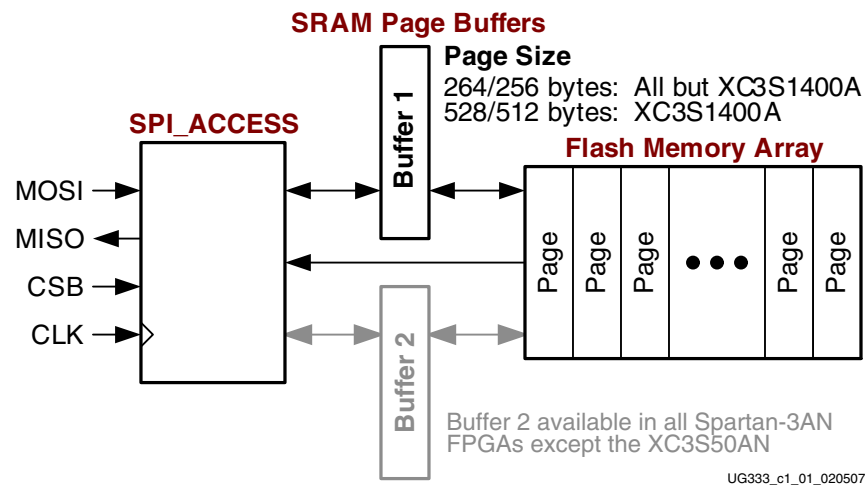 SRAM Page Buffers
Page Size
264/256 bytes: All but XC3S1400A
528/512 bytes: XC3S1400A
SPI_ACCESS
Buffer 1
Flash Memory Array
MOSI
MISO
CSB
CLK
Page
Page
Page
Page
Page
Buffer 2
Buffer 2 available in all Spartan-3AN
FPGAs except the XC3S50AN
UG333_c1_01_020507